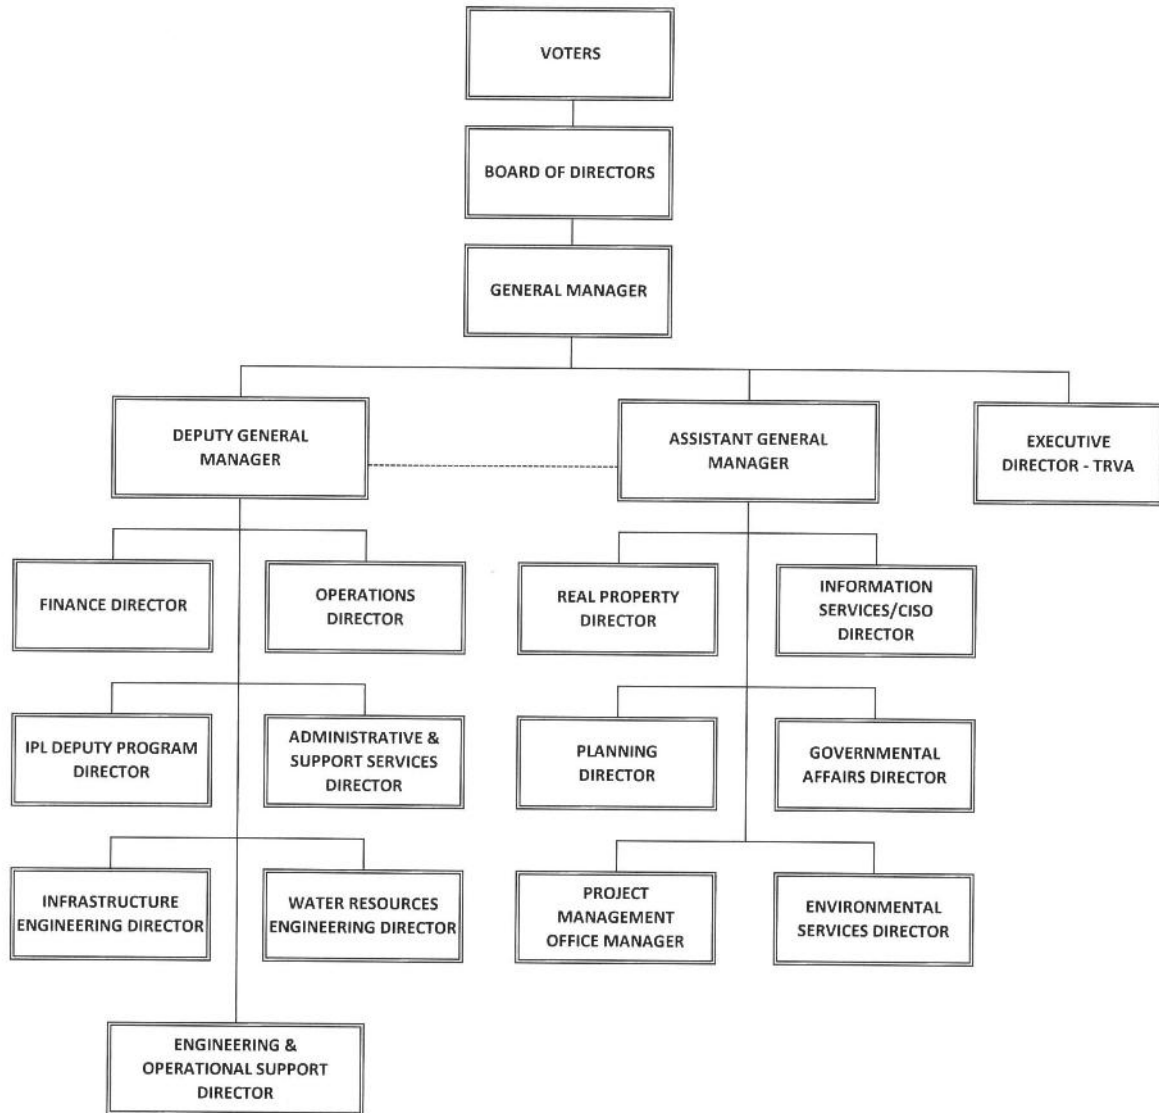 VOTERS
BOARD OF DIRECTORS
GENERAL MANAGER
DEPUTY GENERAL
MANAGER
ASSISTANT GENERAL
MANAGER
EXECUTIVE
DIRECTOR - TRVA
FINANCE DIRECTOR
OPERATIONS
DIRECTOR
REAL PROPERTY
DIRECTOR
INFORMATION
SERVICES/CISO
DIRECTOR
IPL DEPUTY PROGRAM
DIRECTOR
ADMINISTRATIVE &
SUPPORT SERVICES
DIRECTOR
PLANNING
DIRECTOR
GOVERNMENTAL
AFFAIRS DIRECTOR
INFRASTRUCTURE
ENGINEERING DIRECTOR
WATER RESOURCES
ENGINEERING DIRECTOR
PROJECT
MANAGEMENT
OFFICE MANAGER
ENVIRONMENTAL
SERVICES DIRECTOR
ENGINEERING &
OPERATIONAL SUPPORT
DIRECTOR